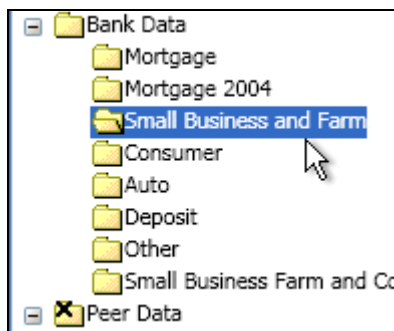 Bank Data
Mortgage
Mortgage 2004
Small Business and Farm
Consumer
Auto
Deposit
Other
Small Business Farm and Co
Peer Data